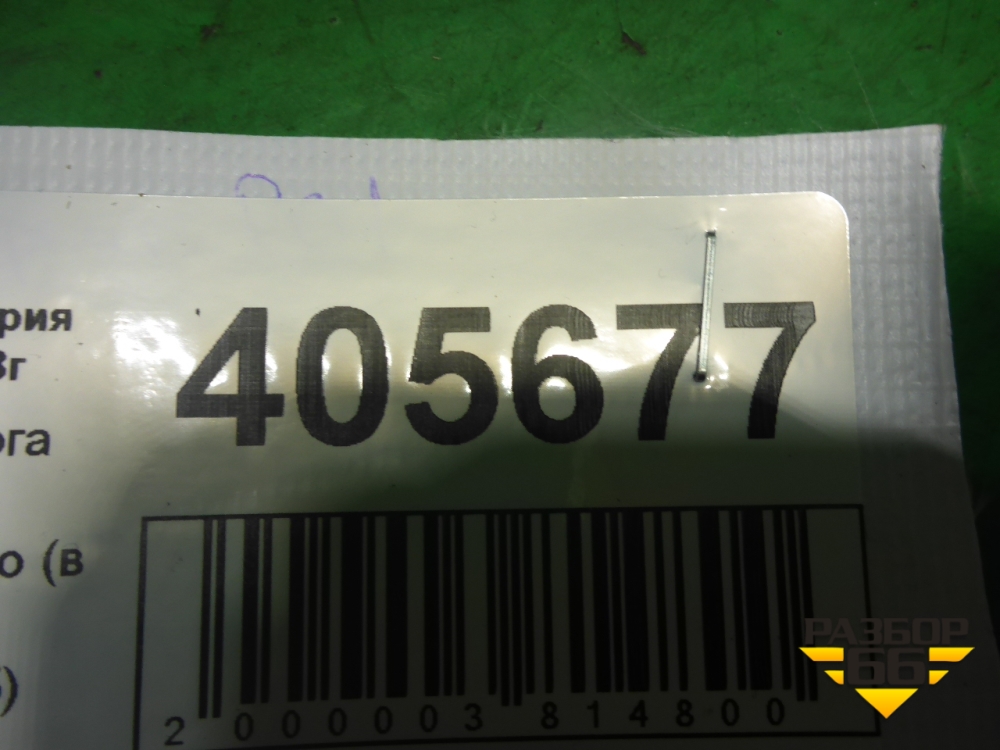 рия
405677
3г
ога
о (в
)
2 000003 814800
РАЗБОР
66